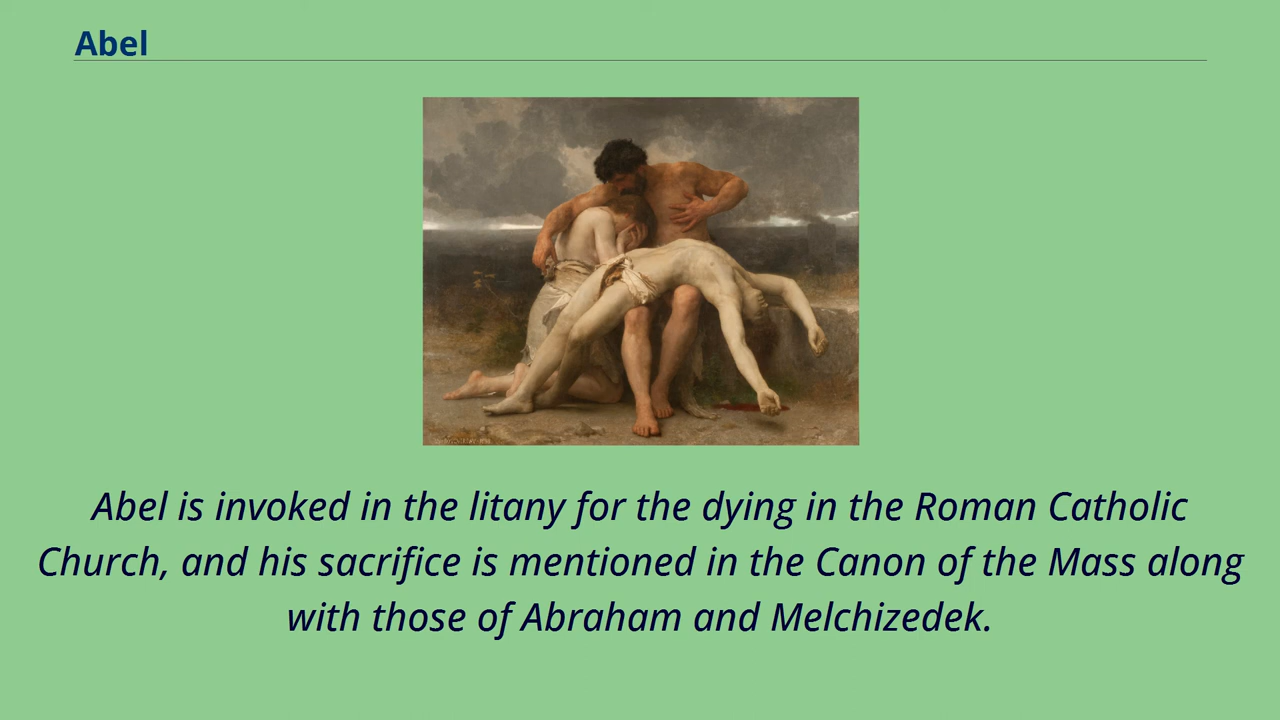 Abel
Abel is invoked in the litany for the dying in the Roman Catholic
Church, and his sacrifice is mentioned in the Canon of the Mass along
with those of Abraham and Melchizedek.